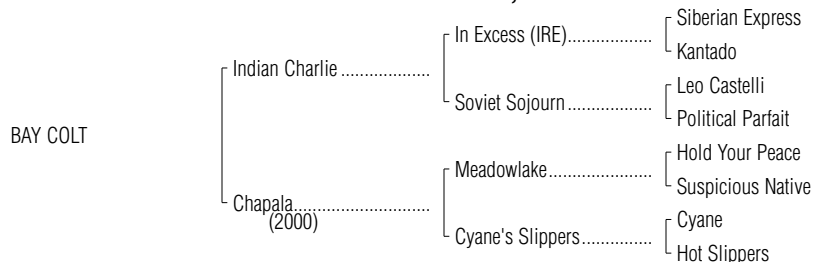 Siberian Express
In Excess (IRE)..................
Kantado
Indian Charlie ...................
Leo Castelli
Soviet Sojourn..................
Political Parfait
BAY COLT
Hold Your Peace
Meadowlake......................
Suspicious Native
Chapala.............................
(2000)
Cyane
Cyane's Slippers...............
Hot Slippers